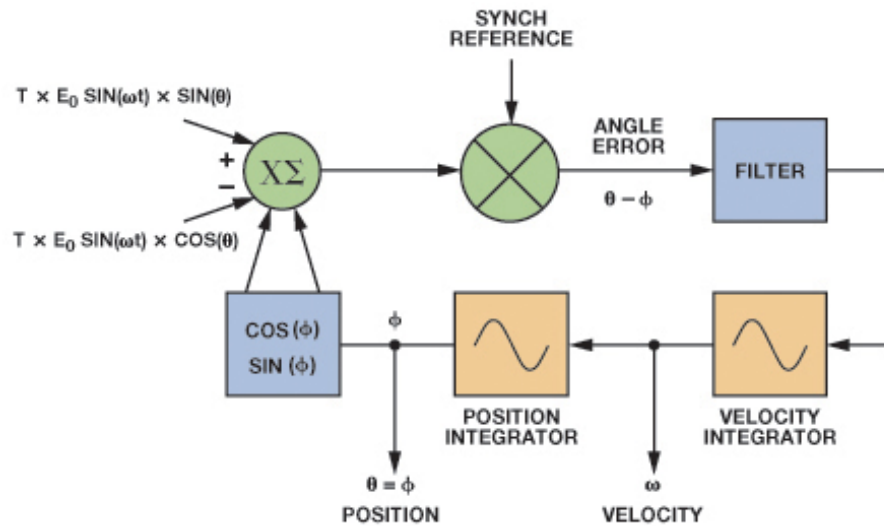 SYNCH
REFERENCE
T × E₀ SIN(ωt) × SIN(θ)
+
−
XΣ
ANGLE
ERROR
θ − ϕ
FILTER
T × E₀ SIN(ωt) × COS(θ)
COS (ϕ)
SIN (ϕ)
ϕ
POSITION
INTEGRATOR
VELOCITY
INTEGRATOR
θ = ϕ
POSITION
ω
VELOCITY